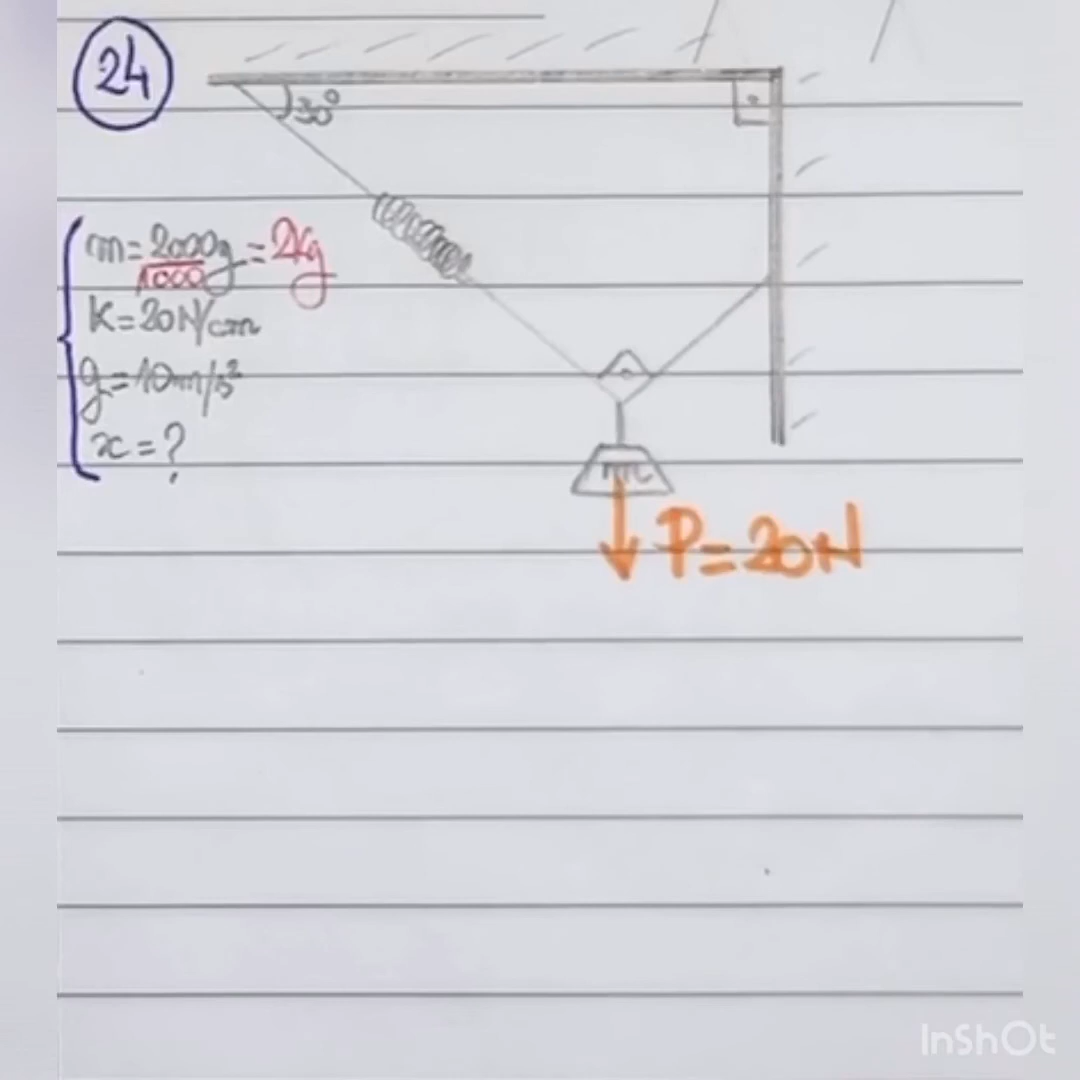 24
30°
m=2000g=2Kg
1000
K=20N/cm
g=10m/s²
x=?
m
P=20N
InShOt